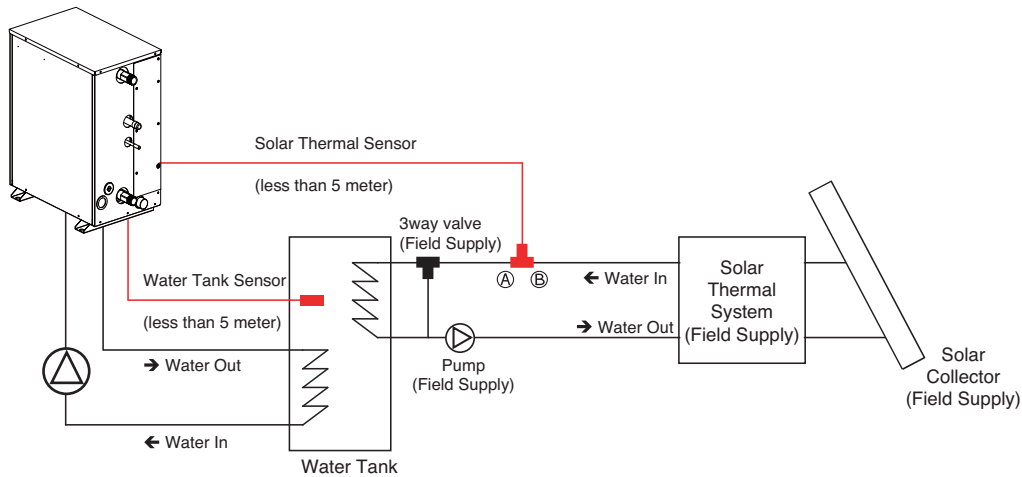 Solar Thermal Sensor
(less than 5 meter)
3way valve
(Field Supply)
Water Tank Sensor
(less than 5 meter)
Ⓐ Ⓑ
← Water In
→ Water Out
Solar
Thermal
System
(Field Supply)
Pump
(Field Supply)
Solar
Collector
(Field Supply)
→ Water Out
← Water In
Water Tank